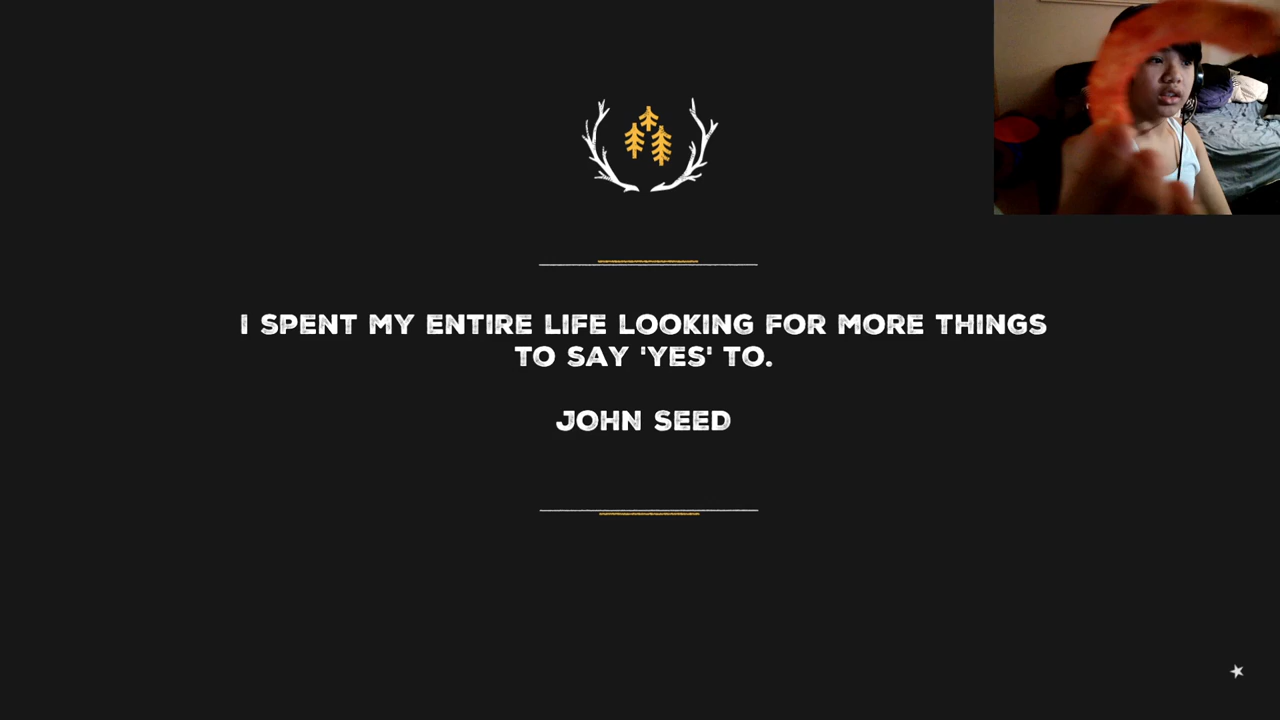 I SPENT MY ENTIRE LIFE LOOKING FOR MORE THINGS
TO SAY 'YES' TO.
JOHN SEED